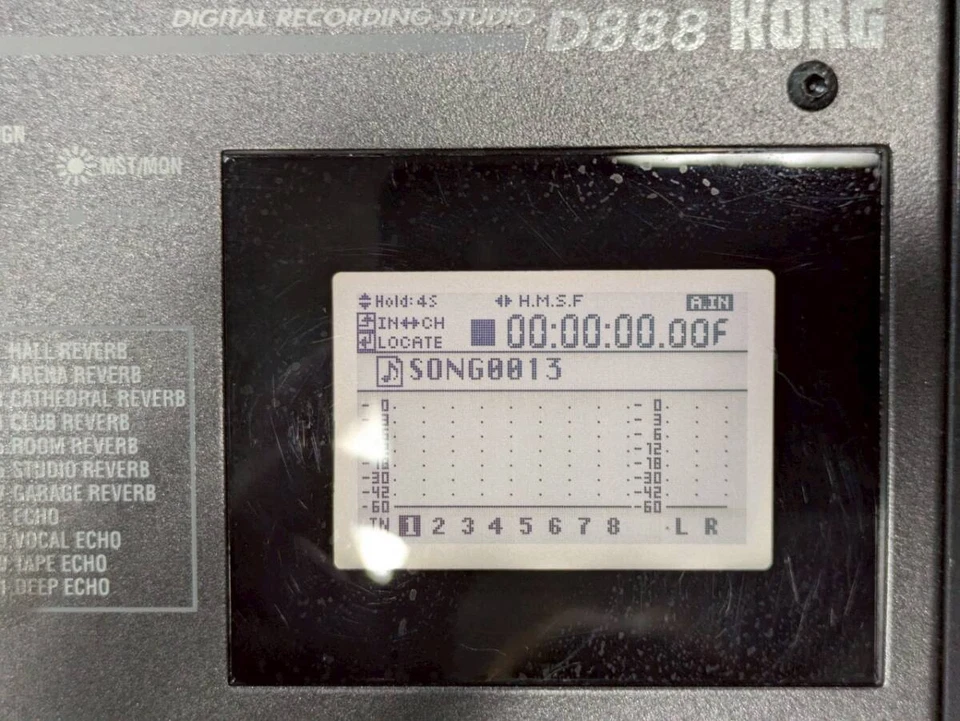 DIGITAL RECORDING STUDIO D888 KORG
GN
MST/MON
HALL REVERB
ARENA REVERB
CATHEDRAL REVERB
CLUB REVERB
ROOM REVERB
STUDIO REVERB
GARAGE REVERB
ECHO
VOCAL ECHO
TAPE ECHO
DEEP ECHO
Hold:4S H.M.S.F A.IN
IN CH
LOCATE
00:00:00.00F
SONG0013
- 0 - 3 - 6
-18
-30
-42
-60
- 0
- 3
- 6
-12
-18
-30
-42
-60
IN 1 2 3 4 5 6 7 8 L R